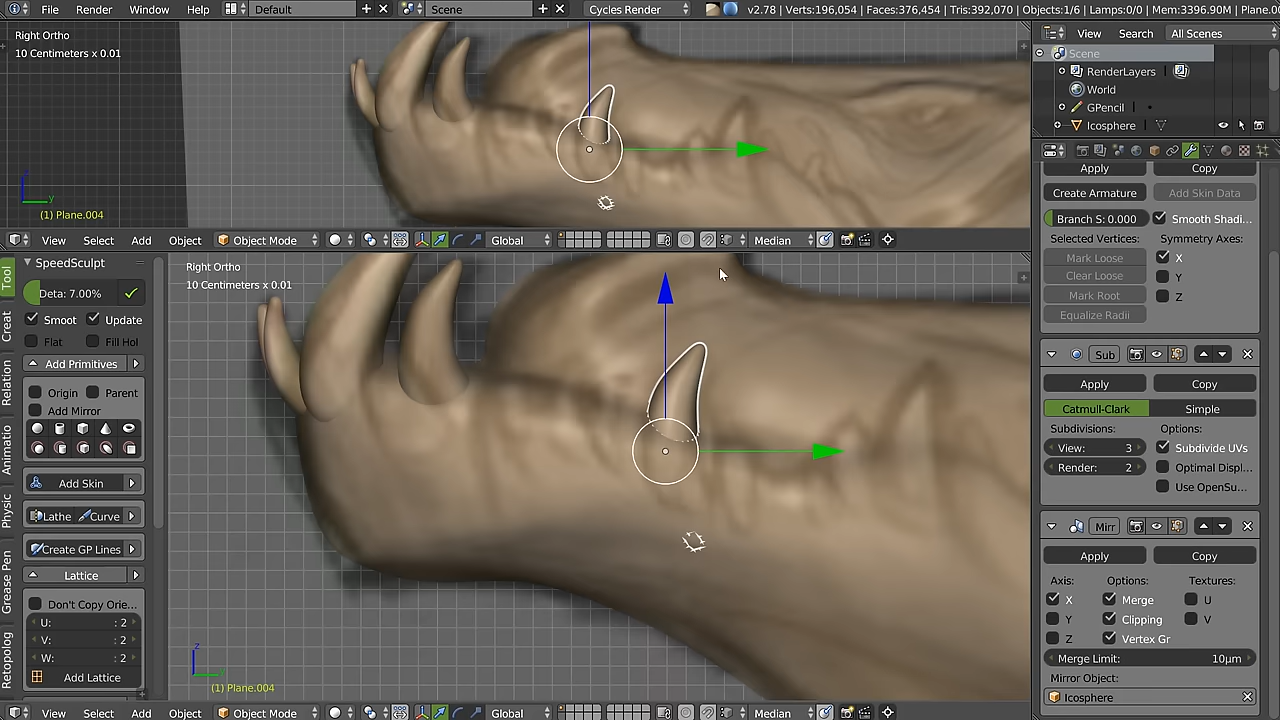 File Render Window Help Default Scene Cycles Render v2.78 | Verts:196,054 | Faces:376,454 | Tris:392,070 | Objects:1/6 | Lamps:0/0 | Mem:3396.90M | Plane.0
Right Ortho
10 Centimeters x 0.01
(1) Plane.004
View Select Add Object Object Mode Global Median
SpeedSculpt
Deta: 7.00%
Smoot Update
Flat Fill Hol
Add Primitives
Origin Parent
Add Mirror
Add Skin
Lathe Curve
Create GP Lines
Lattice
Don't Copy Orie...
U: 2
V: 2
W: 2
Add Lattice
Tool
Creat
Relation
Animatio
Physic
Grease Pen
Retopolog
Right Ortho
10 Centimeters x 0.01
(1) Plane.004
View Select Add Object Object Mode Global Median
View Search All Scenes
Scene
RenderLayers
World
GPencil
Icosphere
Apply Copy
Create Armature Add Skin Data
Branch S: 0.000 Smooth Shadi...
Selected Vertices: Symmetry Axes:
Mark Loose X
Clear Loose Y
Mark Root Z
Equalize Radii
Sub
Apply Copy
Catmull-Clark Simple
Subdivisions: Options:
View: 3 Subdivide UVs
Render: 2 Optimal Displ...
Use OpenSu...
Mirr
Apply Copy
Axis: Options: Textures:
X Merge U
Y Clipping V
Z Vertex Gr
Merge Limit: 10μm
Mirror Object:
Icosphere